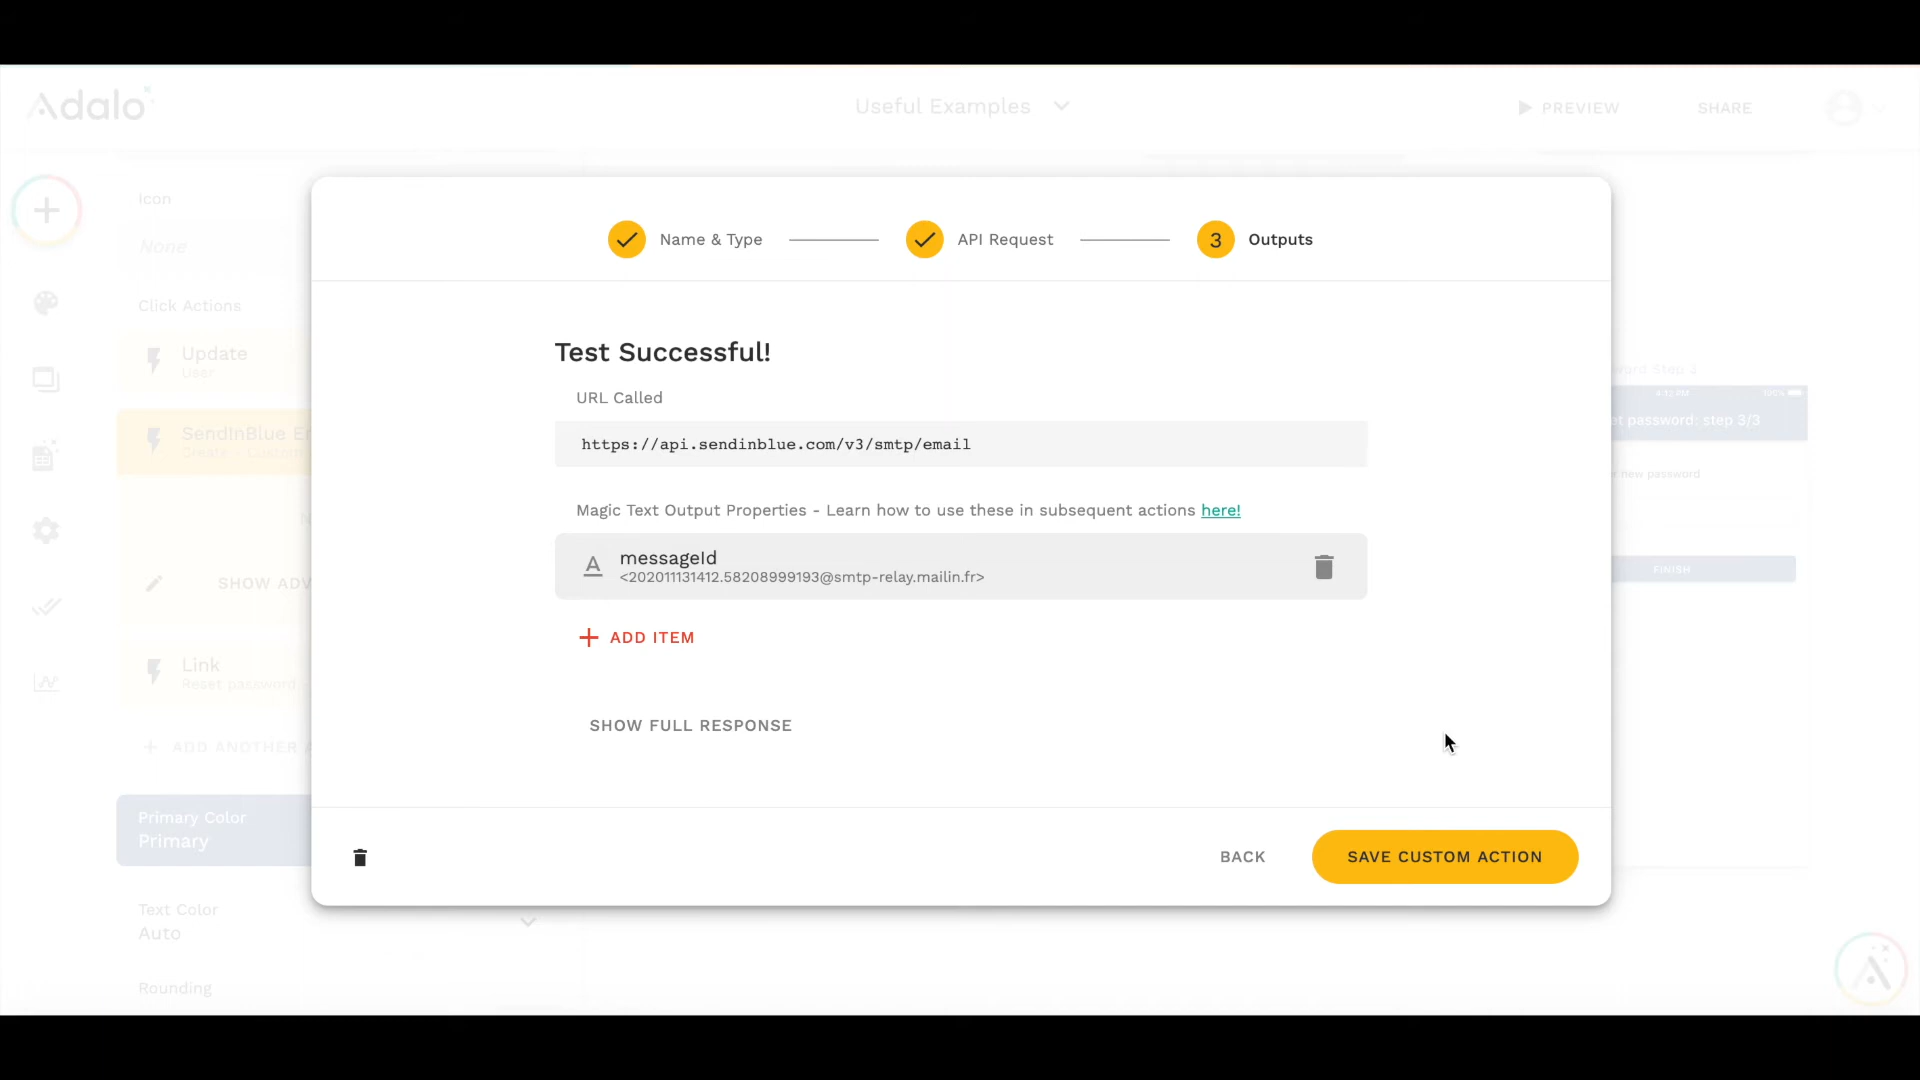 Adalo
Useful Examples
PREVIEW
SHARE
Icon
None
Click Actions
Update
User
SendInBlue
Create - Custom
SHOW
Link
Reset password
ADD ANOTHER
Primary Color
Primary
Text Color
Auto
Rounding
Name & Type
API Request
3
Outputs
Test Successful!
URL Called
https://api.sendinblue.com/v3/smtp/email
Magic Text Output Properties - Learn how to use these in subsequent actions here!
A
messageId
<202011131412.58208999193@smtp-relay.mailin.fr>
ADD ITEM
SHOW FULL RESPONSE
BACK
SAVE CUSTOM ACTION
Step 3
password: step 3/3
new password
FINISH